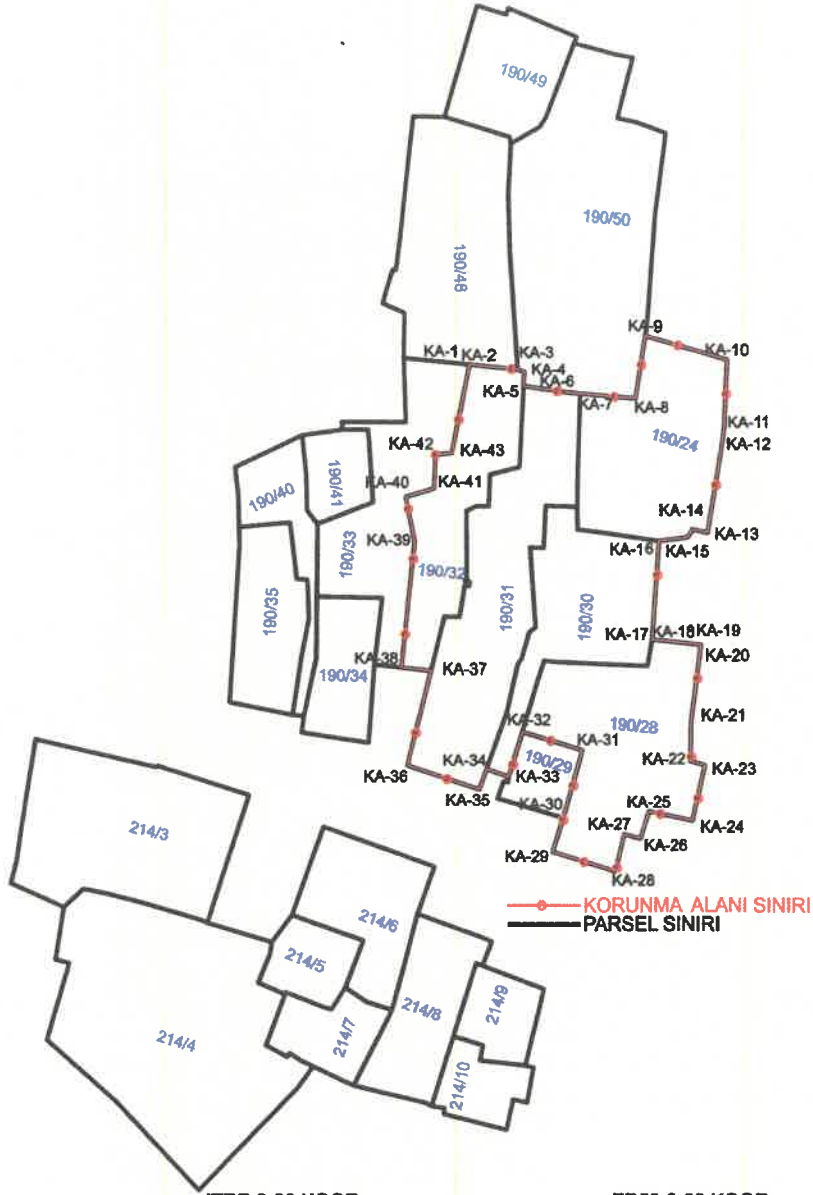 190/49
190/50
190/48
KA-9
KA-1
KA-2
KA-3
KA-10
KA-4
KA-5
KA-6
KA-7
KA-8
KA-11
KA-12
190/24
KA-42
KA-43
KA-40
KA-41
190/40
190/41
KA-14
KA-13
KA-39
KA-16
KA-15
190/33
190/32
190/35
190/31
190/30
KA-17
KA-18
KA-19
KA-20
KA-38
KA-37
190/34
KA-21
190/28
KA-32
KA-31
KA-22
KA-23
190/29
KA-34
KA-33
KA-36
KA-35
KA-30
KA-25
KA-24
KA-27
KA-26
KA-29
KA-28
KORUNMA ALANI SINIRI
PARSEL SINIRI
214/3
214/6
214/5
214/9
214/8
214/4
214/7
214/10